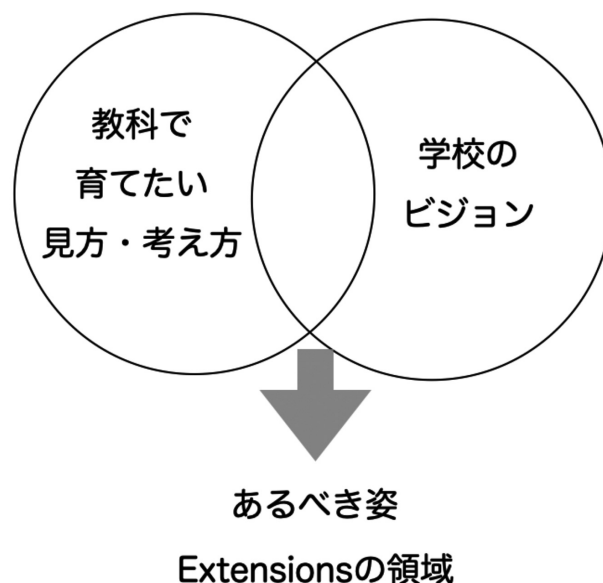 教科で
育てたい
見方・考え方
学校の
ビジョン
あるべき姿
Extensionsの領域